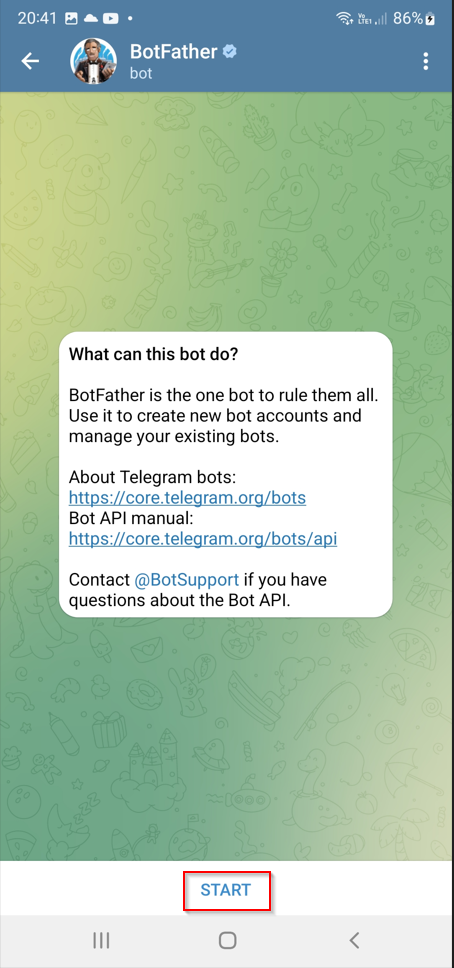 20:41
Vo
LTE1
86%
BotFather
bot
What can this bot do?
BotFather is the one bot to rule them all.
Use it to create new bot accounts and
manage your existing bots.
About Telegram bots:
https://core.telegram.org/bots
Bot API manual:
https://core.telegram.org/bots/api
Contact @BotSupport if you have
questions about the Bot API.
START